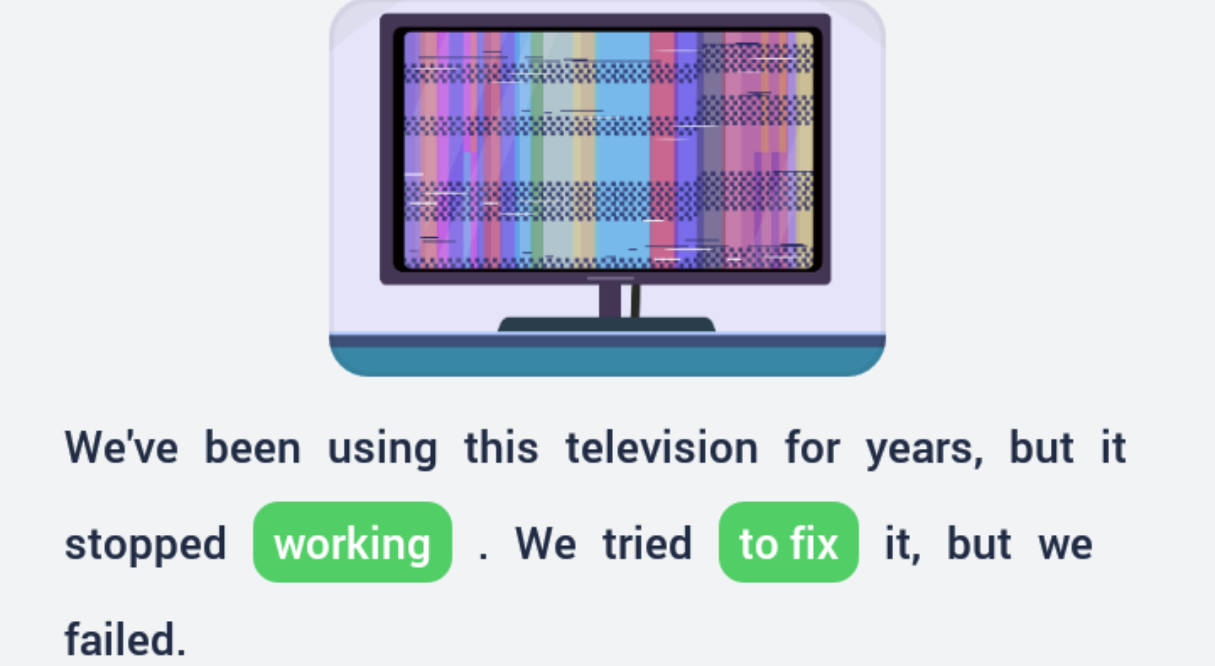 We've been using this television for years, but it
stopped working . We tried to fix it, but we
failed.